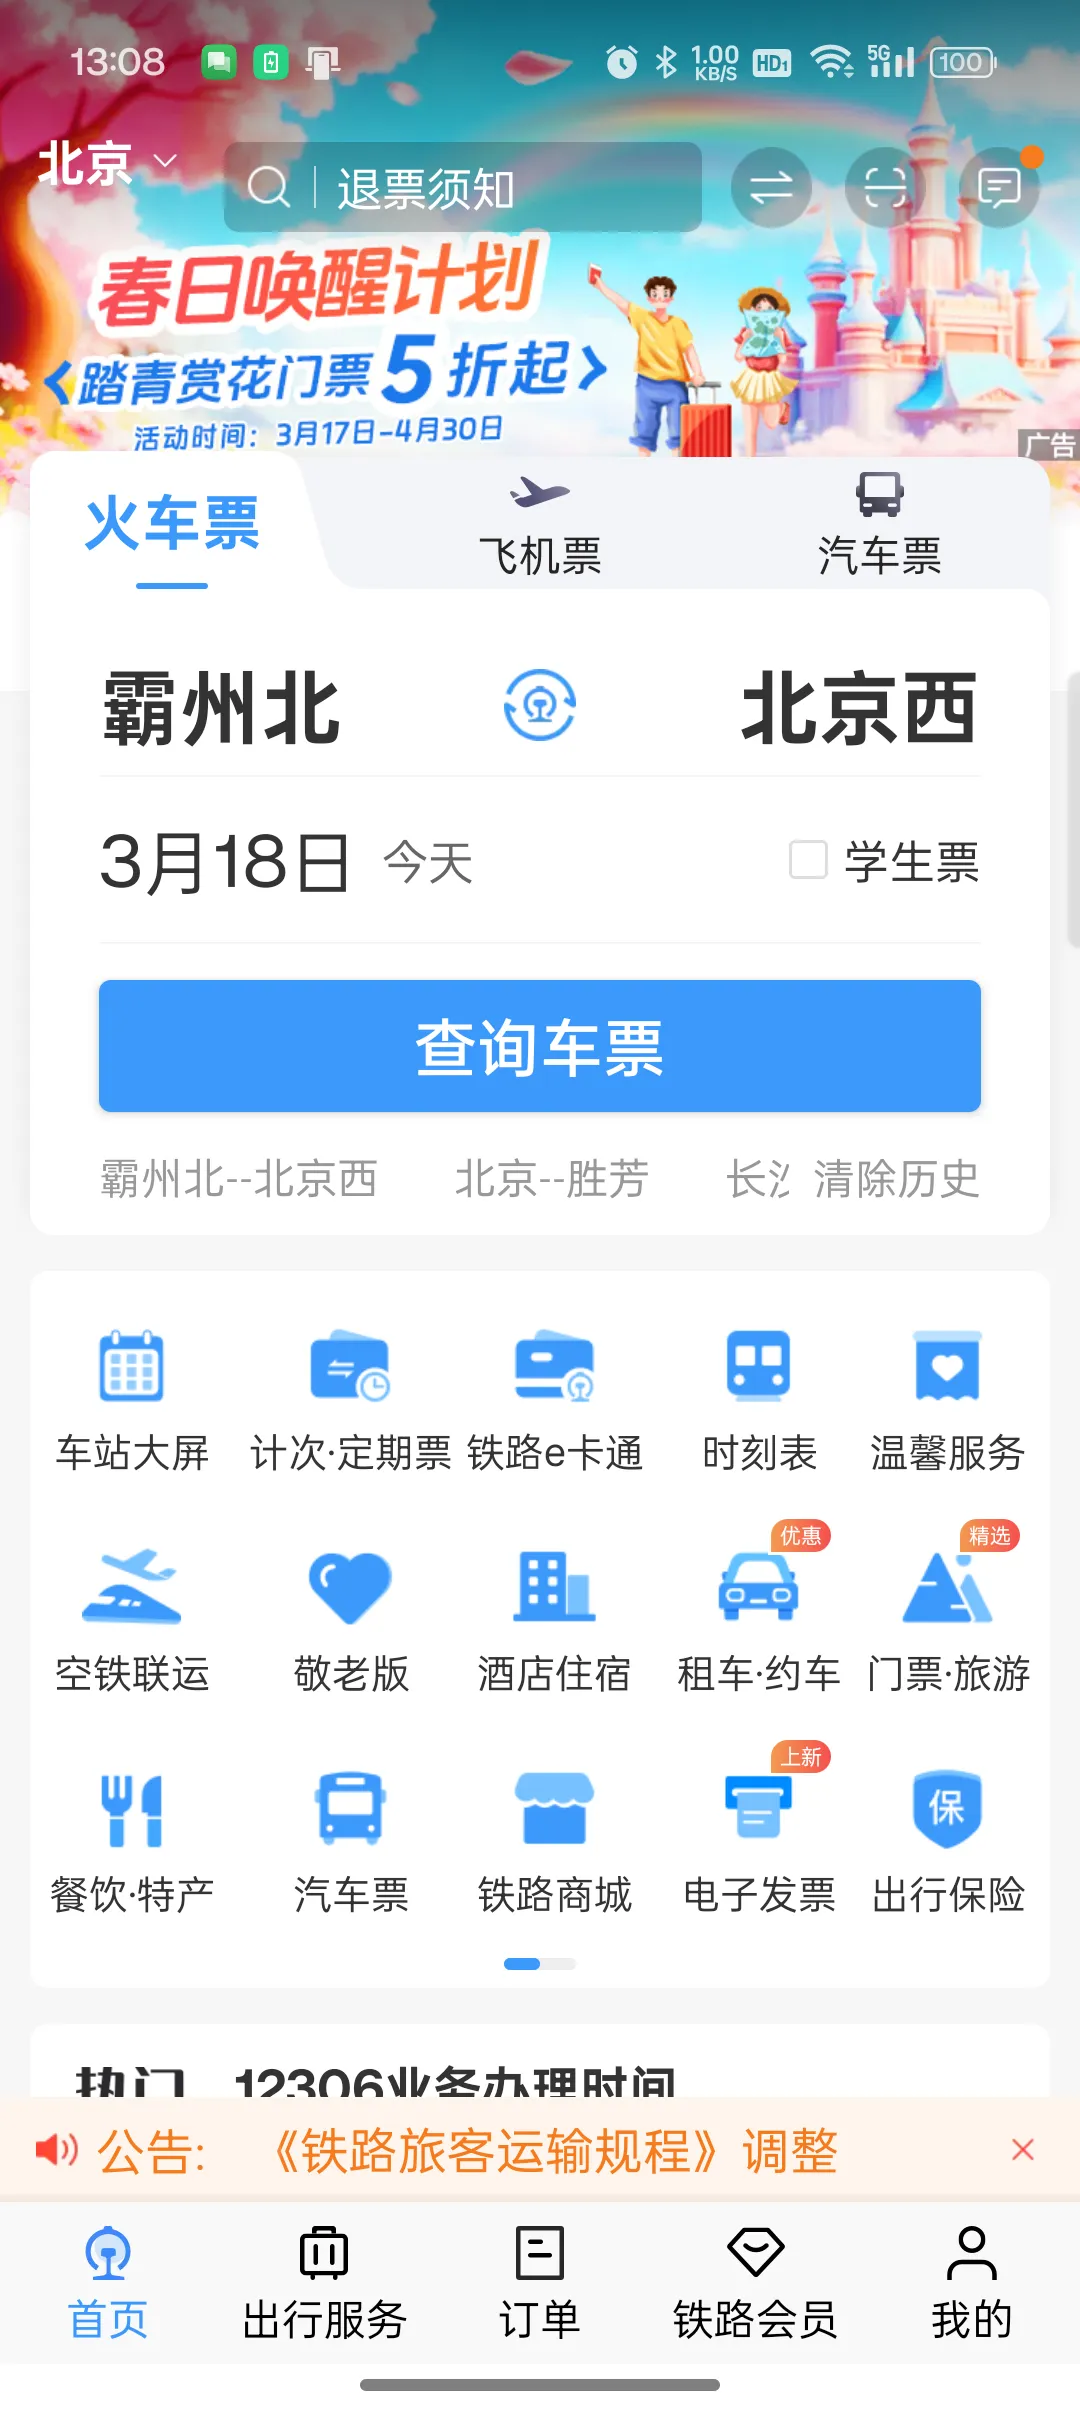 13:08
1.00
KB/S
HD1
5G
100
北京
退票须知
春日唤醒计划
踏青赏花门票5折起
活动时间：3月17日-4月30日
广告
火车票
飞机票
汽车票
霸州北
北京西
3月18日 今天
学生票
查询车票
霸州北--北京西 北京--胜芳 长沙 清除历史
车站大屏 计次·定期票 铁路e卡通 时刻表 温馨服务
优惠 精选
空铁联运 敬老版 酒店住宿 租车·约车 门票·旅游
上新
保
餐饮·特产 汽车票 铁路商城 电子发票 出行保险
热门 12306业务办理时间
公告: 《铁路旅客运输规程》调整
首页 出行服务 订单 铁路会员 我的